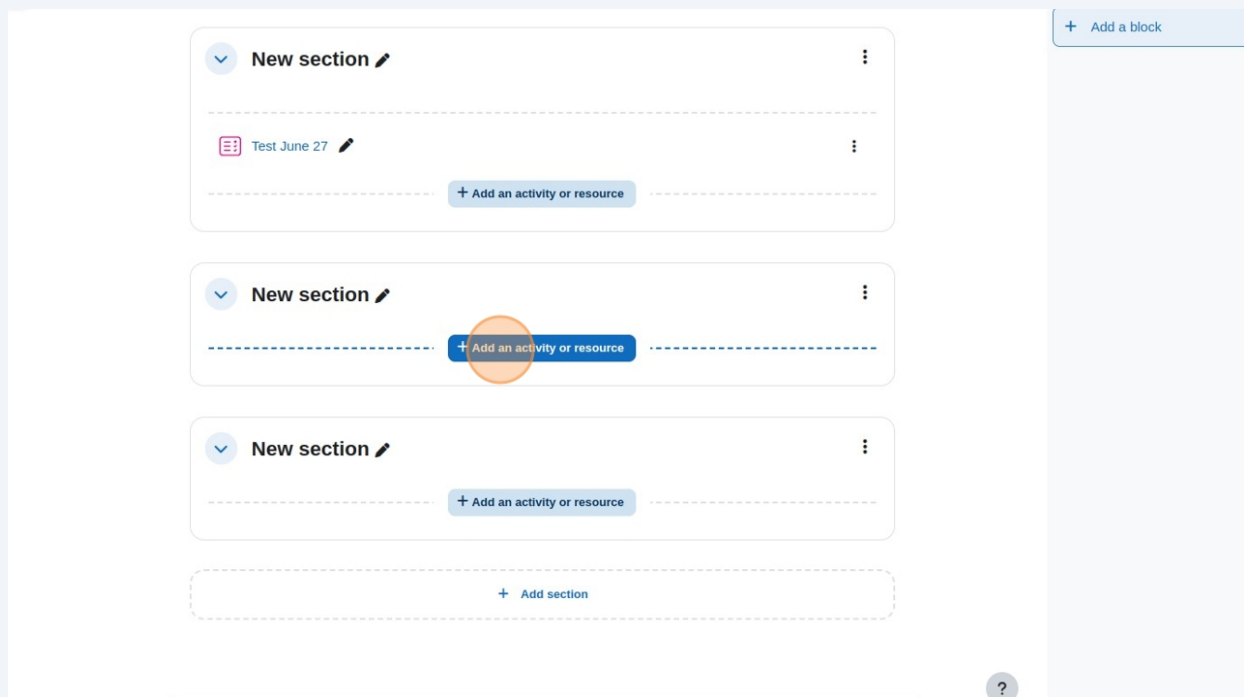 + Add a block
New section
Test June 27
+ Add an activity or resource
New section
+ Add an activity or resource
New section
+ Add an activity or resource
+ Add section
?